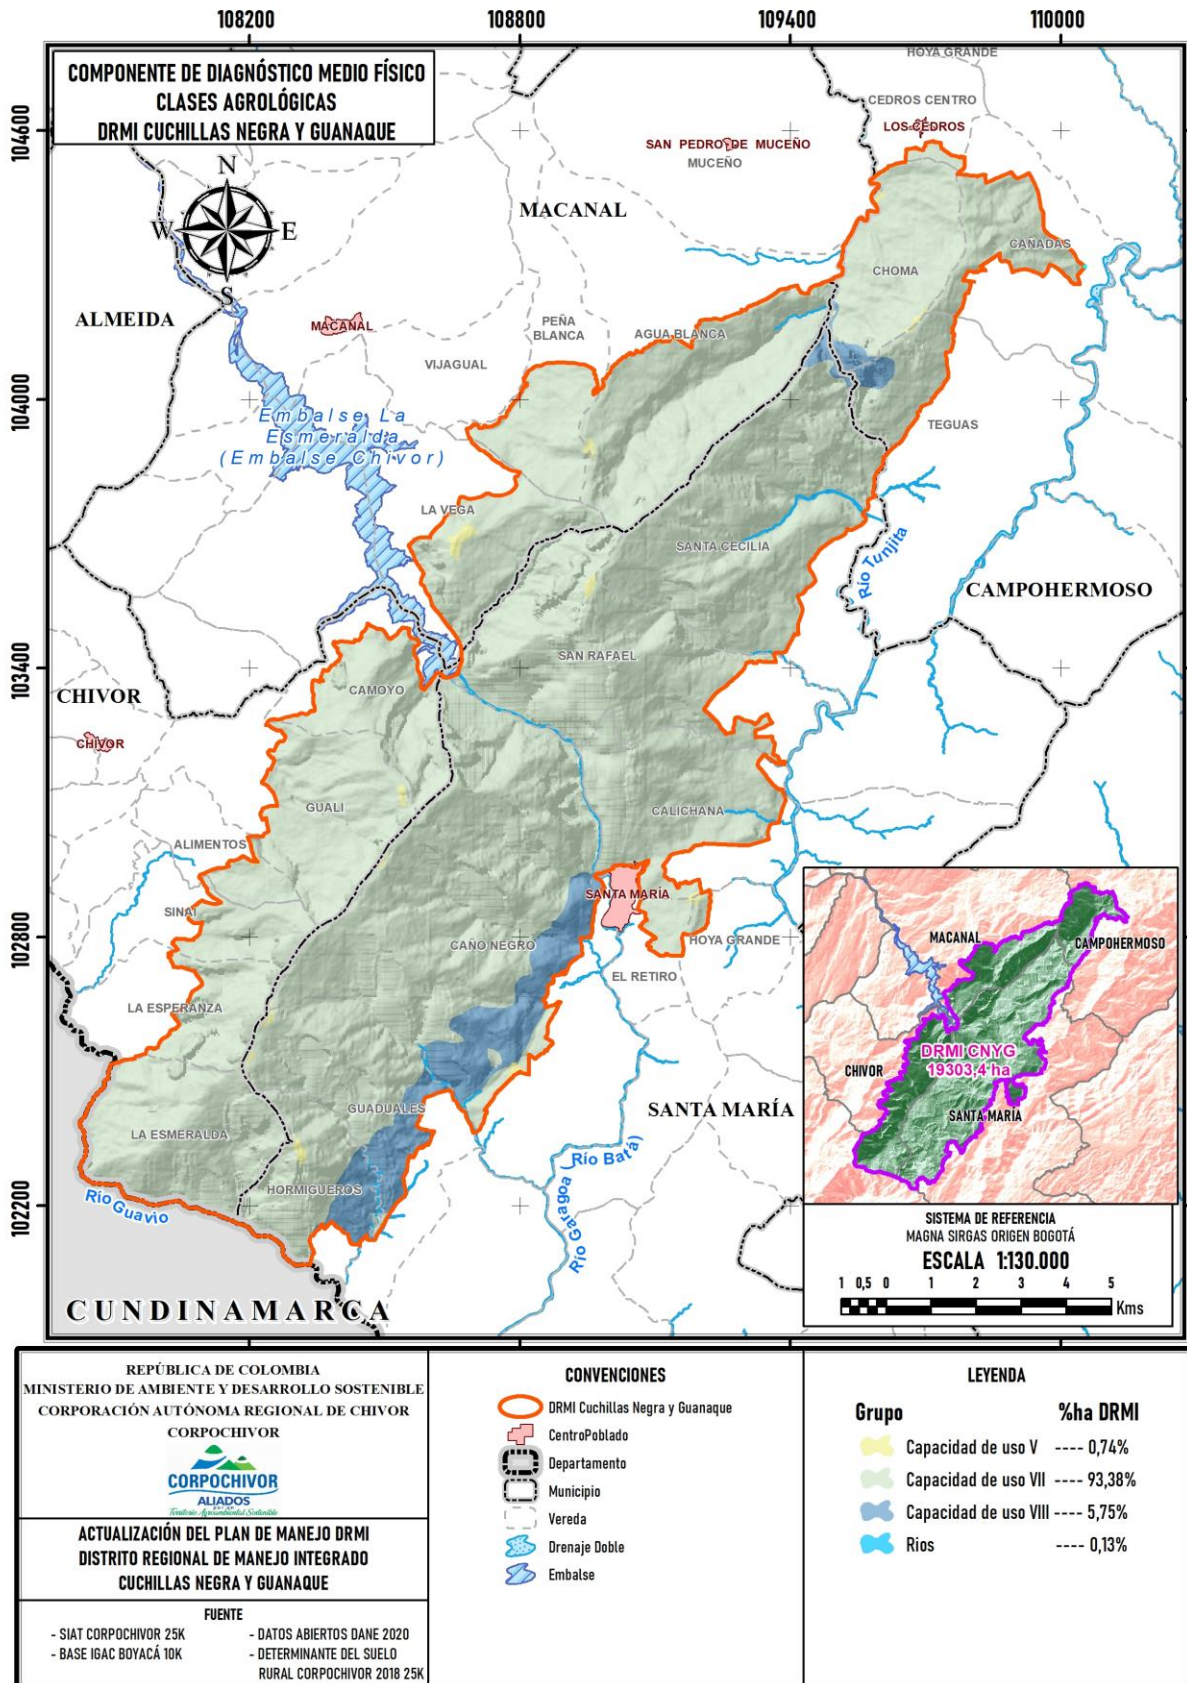 108200
108800
109400
110000
104600
104000
103400
102800
102200
COMPONENTE DE DIAGNÓSTICO MEDIO FÍSICO
CLASES AGROLÓGICAS
DRMI CUCHILLAS NEGRA Y GUANAQUE
N
W
E
S
HOYA GRANDE
CEDROS CENTRO
LOS CEDROS
SAN PEDRO DE MUCEÑO
MUCEÑO
MACANAL
CAÑADAS
CHOMA
ALMEIDA
MACANAL
PEÑA
BLANCA
AGUA BLANCA
VIJAGUAL
Embalse La
Esmeralda
(Embalse Chivor)
TEGUAS
LA VEGA
SANTA CECILIA
Río Tunjita
CAMPOHERMOSO
SAN RAFAEL
CAMOYO
CHIVOR
CHIVOR
GUALI
CALICHANA
ALIMENTOS
SANTA MARÍA
SINAI
CAÑO NEGRO
HOYA GRANDE
EL RETIRO
LA ESPERANZA
GUADUALES
SANTA MARÍA
LA ESMERALDA
HORMIGUEROS
Río Guavio
Río Garagoa (Río Batá)
CUNDINAMARCA
MACANAL
CAMPOHERMOSO
DRMI CNYG
19303,4 ha
CHIVOR
SANTA MARIA
SISTEMA DE REFERENCIA
MAGNA SIRGAS ORIGEN BOGOTÁ
ESCALA 1:130.000
1 0,5 0 1 2 3 4 5
Kms
REPÚBLICA DE COLOMBIA
MINISTERIO DE AMBIENTE Y DESARROLLO SOSTENIBLE
CORPORACIÓN AUTÓNOMA REGIONAL DE CHIVOR
CORPOCHIVOR
CORPOCHIVOR
ALIADOS
Territorio Agroambiental Sostenible
ACTUALIZACIÓN DEL PLAN DE MANEJO DRMI
DISTRITO REGIONAL DE MANEJO INTEGRADO
CUCHILLAS NEGRA Y GUANAQUE
FUENTE
- SIAT CORPOCHIVOR 25K
- BASE IGAC BOYACÁ 10K
- DATOS ABIERTOS DANE 2020
- DETERMINANTE DEL SUELO
RURAL CORPOCHIVOR 2018 25K
CONVENCIONES
DRMI Cuchillas Negra y Guanaque
CentroPoblado
Departamento
Municipio
Vereda
Drenaje Doble
Embalse
LEYENDA
Grupo %ha DRMI
Capacidad de uso V ---- 0,74%
Capacidad de uso VII ---- 93,38%
Capacidad de uso VIII ---- 5,75%
Rios ---- 0,13%